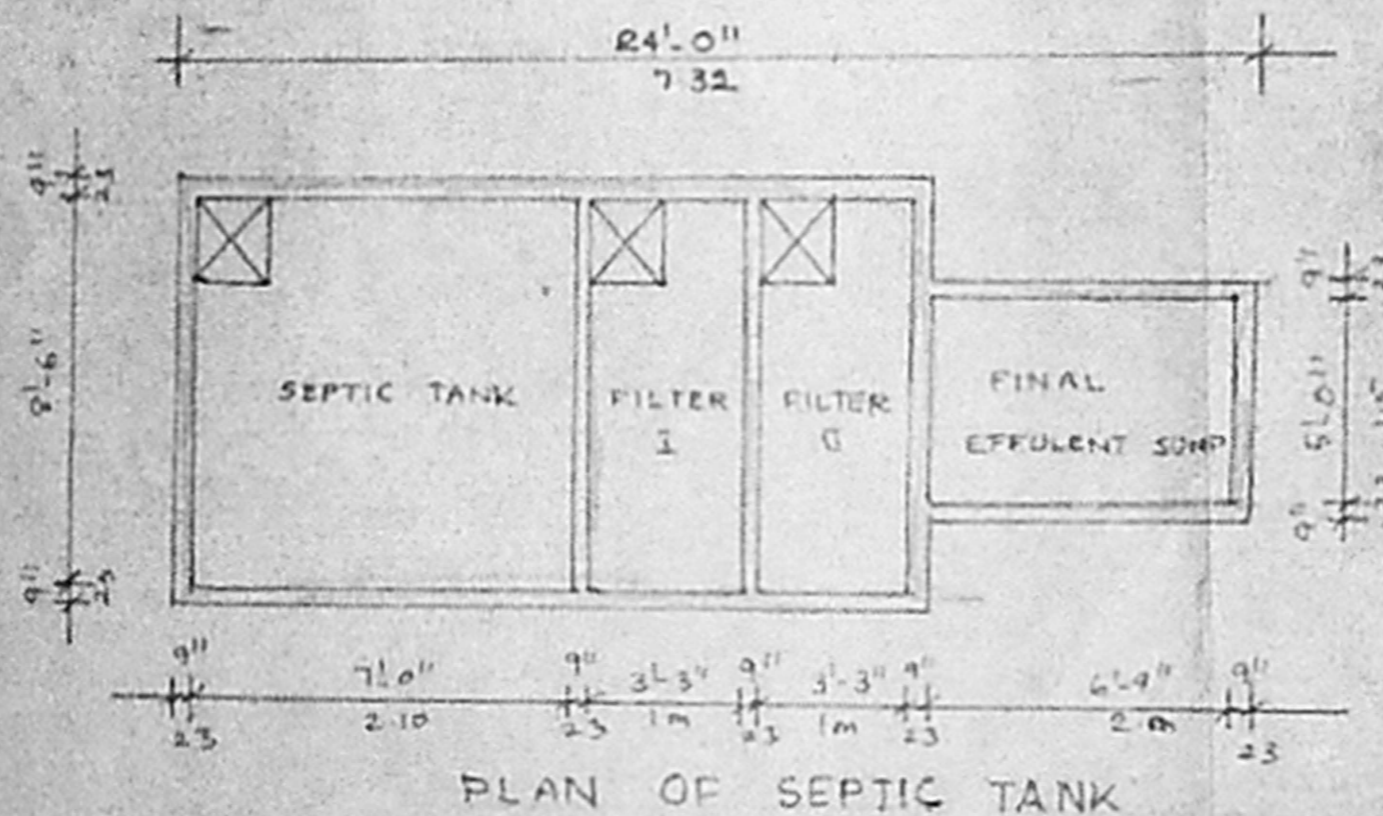 24'-0"
7.32
9"
23
8'-6"
9"
23
SEPTIC TANK
FILTER
I
FILTER
II
FINAL
EFFULENT SUMP
9"
5'-0"
9"
9" 7'-0" 9" 3'-3" 9" 3'-3" 9" 6'-9" 9"
23 2.10 23 1m 23 1m 23 2.m 23
PLAN OF SEPTIC TANK